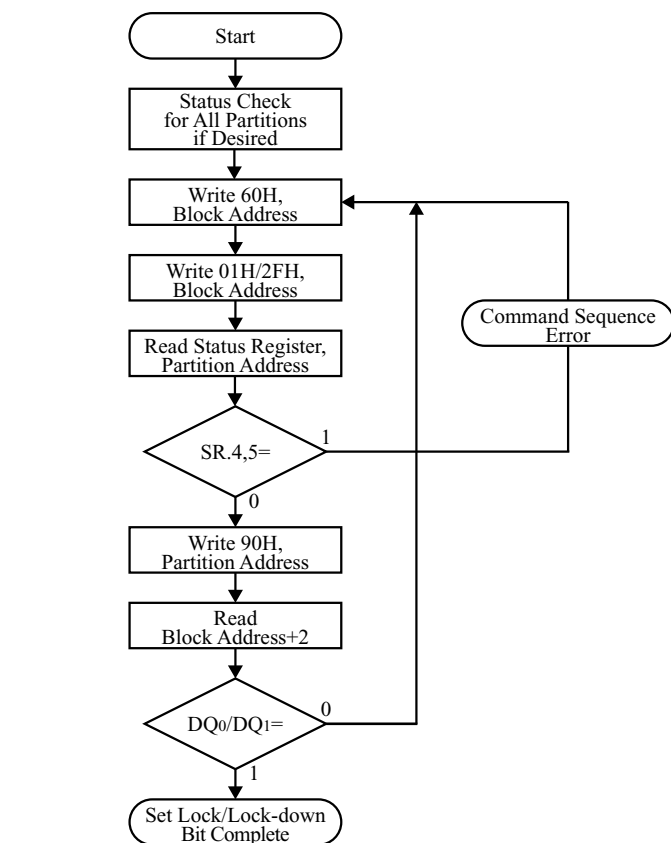 Start
Status Check
for All Partitions
if Desired
Write 60H,
Block Address
Write 01H/2FH,
Block Address
Read Status Register,
Partition Address
Command Sequence
Error
SR.4,5=
1
0
Write 90H,
Partition Address
Read
Block Address+2
DQ0/DQ1=
0
1
Set Lock/Lock-down
Bit Complete